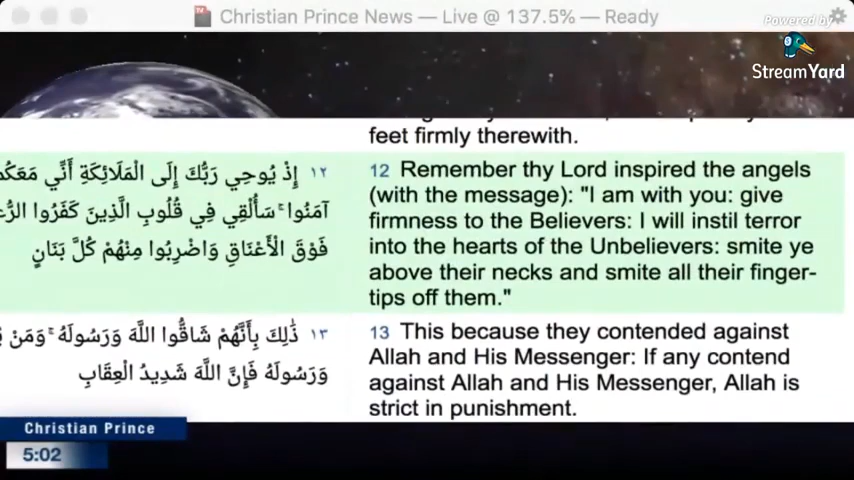 Christian Prince News — Live @ 137.5% — Ready
Powered by
StreamYard
feet firmly therewith.
١٢ إِذْ يُوحِي رَبُّكَ إِلَى الْمَلَائِكَةِ أَنِّي
آمَنُوا ۚ سَأُلْقِي فِي قُلُوبِ الَّذِينَ كَفَرُوا
فَوْقَ الْأَعْنَاقِ وَاضْرِبُوا مِنْهُمْ كُلَّ بَنَانٍ
12 Remember thy Lord inspired the angels
(with the message): "I am with you: give
firmness to the Believers: I will instil terror
into the hearts of the Unbelievers: smite ye
above their necks and smite all their finger-
tips off them."
١٣ ذَٰلِكَ بِأَنَّهُمْ شَاقُّوا اللَّهَ وَرَسُولَهُ ۚ وَمَنْ
وَرَسُولَهُ فَإِنَّ اللَّهَ شَدِيدُ الْعِقَابِ
13 This because they contended against
Allah and His Messenger: If any contend
against Allah and His Messenger, Allah is
strict in punishment.
Christian Prince
5:02